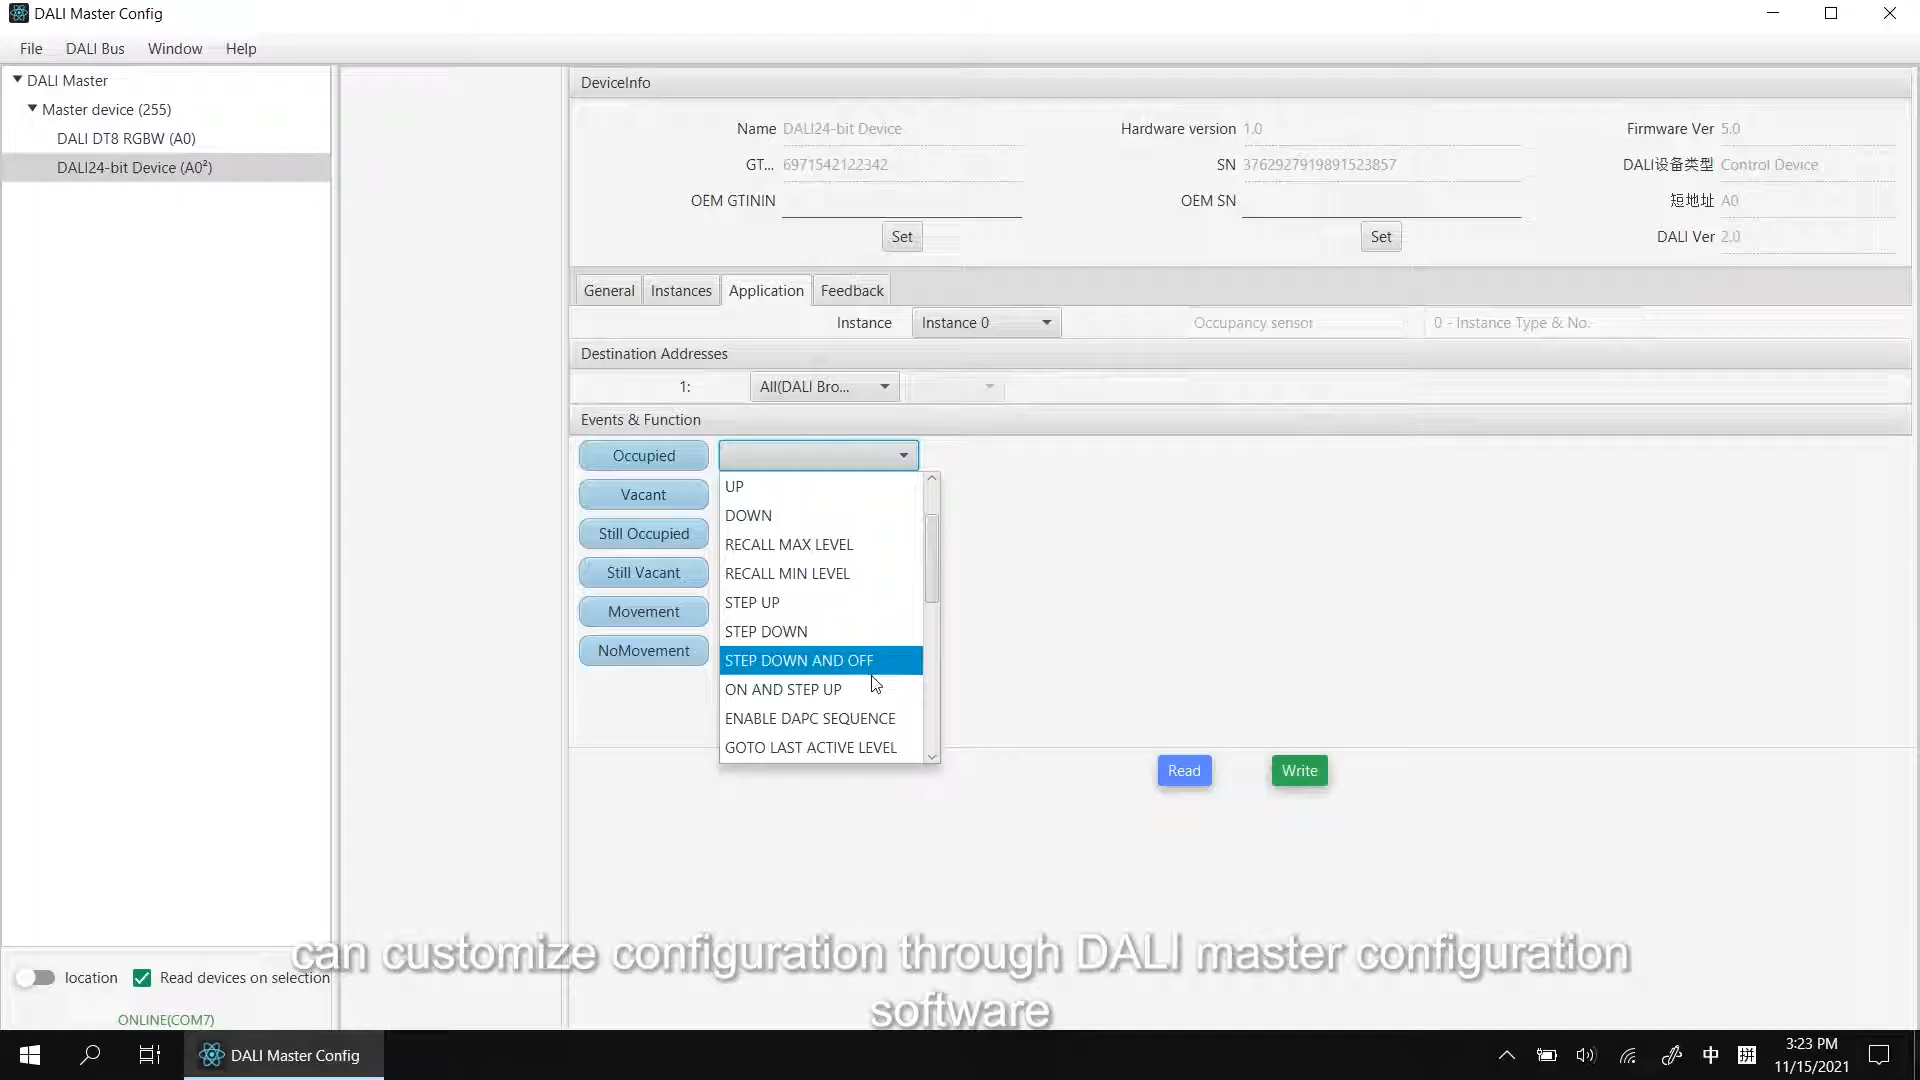 DALI Master Config
File DALI Bus Window Help
DALI Master
Master device (255)
DALI DT8 RGBW (A0)
DALI24-bit Device (A0²)
DeviceInfo
Name DALI24-bit Device Hardware version 1.0 Firmware Ver 5.0
GT... 6971542122342 SN 3762927919891523857 DALI设备类型 Control Device
OEM GTININ OEM SN 短地址 A0
Set Set DALI Ver 2.0
General Instances Application Feedback
Instance Instance 0 Occupancy sensor 0 - Instance Type & No.
Destination Addresses
1: All(DALI Bro...
Events & Function
Occupied
Vacant
Still Occupied
Still Vacant
Movement
NoMovement
UP
DOWN
RECALL MAX LEVEL
RECALL MIN LEVEL
STEP UP
STEP DOWN
STEP DOWN AND OFF
ON AND STEP UP
ENABLE DAPC SEQUENCE
GOTO LAST ACTIVE LEVEL
Read Write
can customize configuration through DALI master configuration
software
location Read devices on selection
ONLINE(COM7)
DALI Master Config
中 拼 3:23 PM
11/15/2021